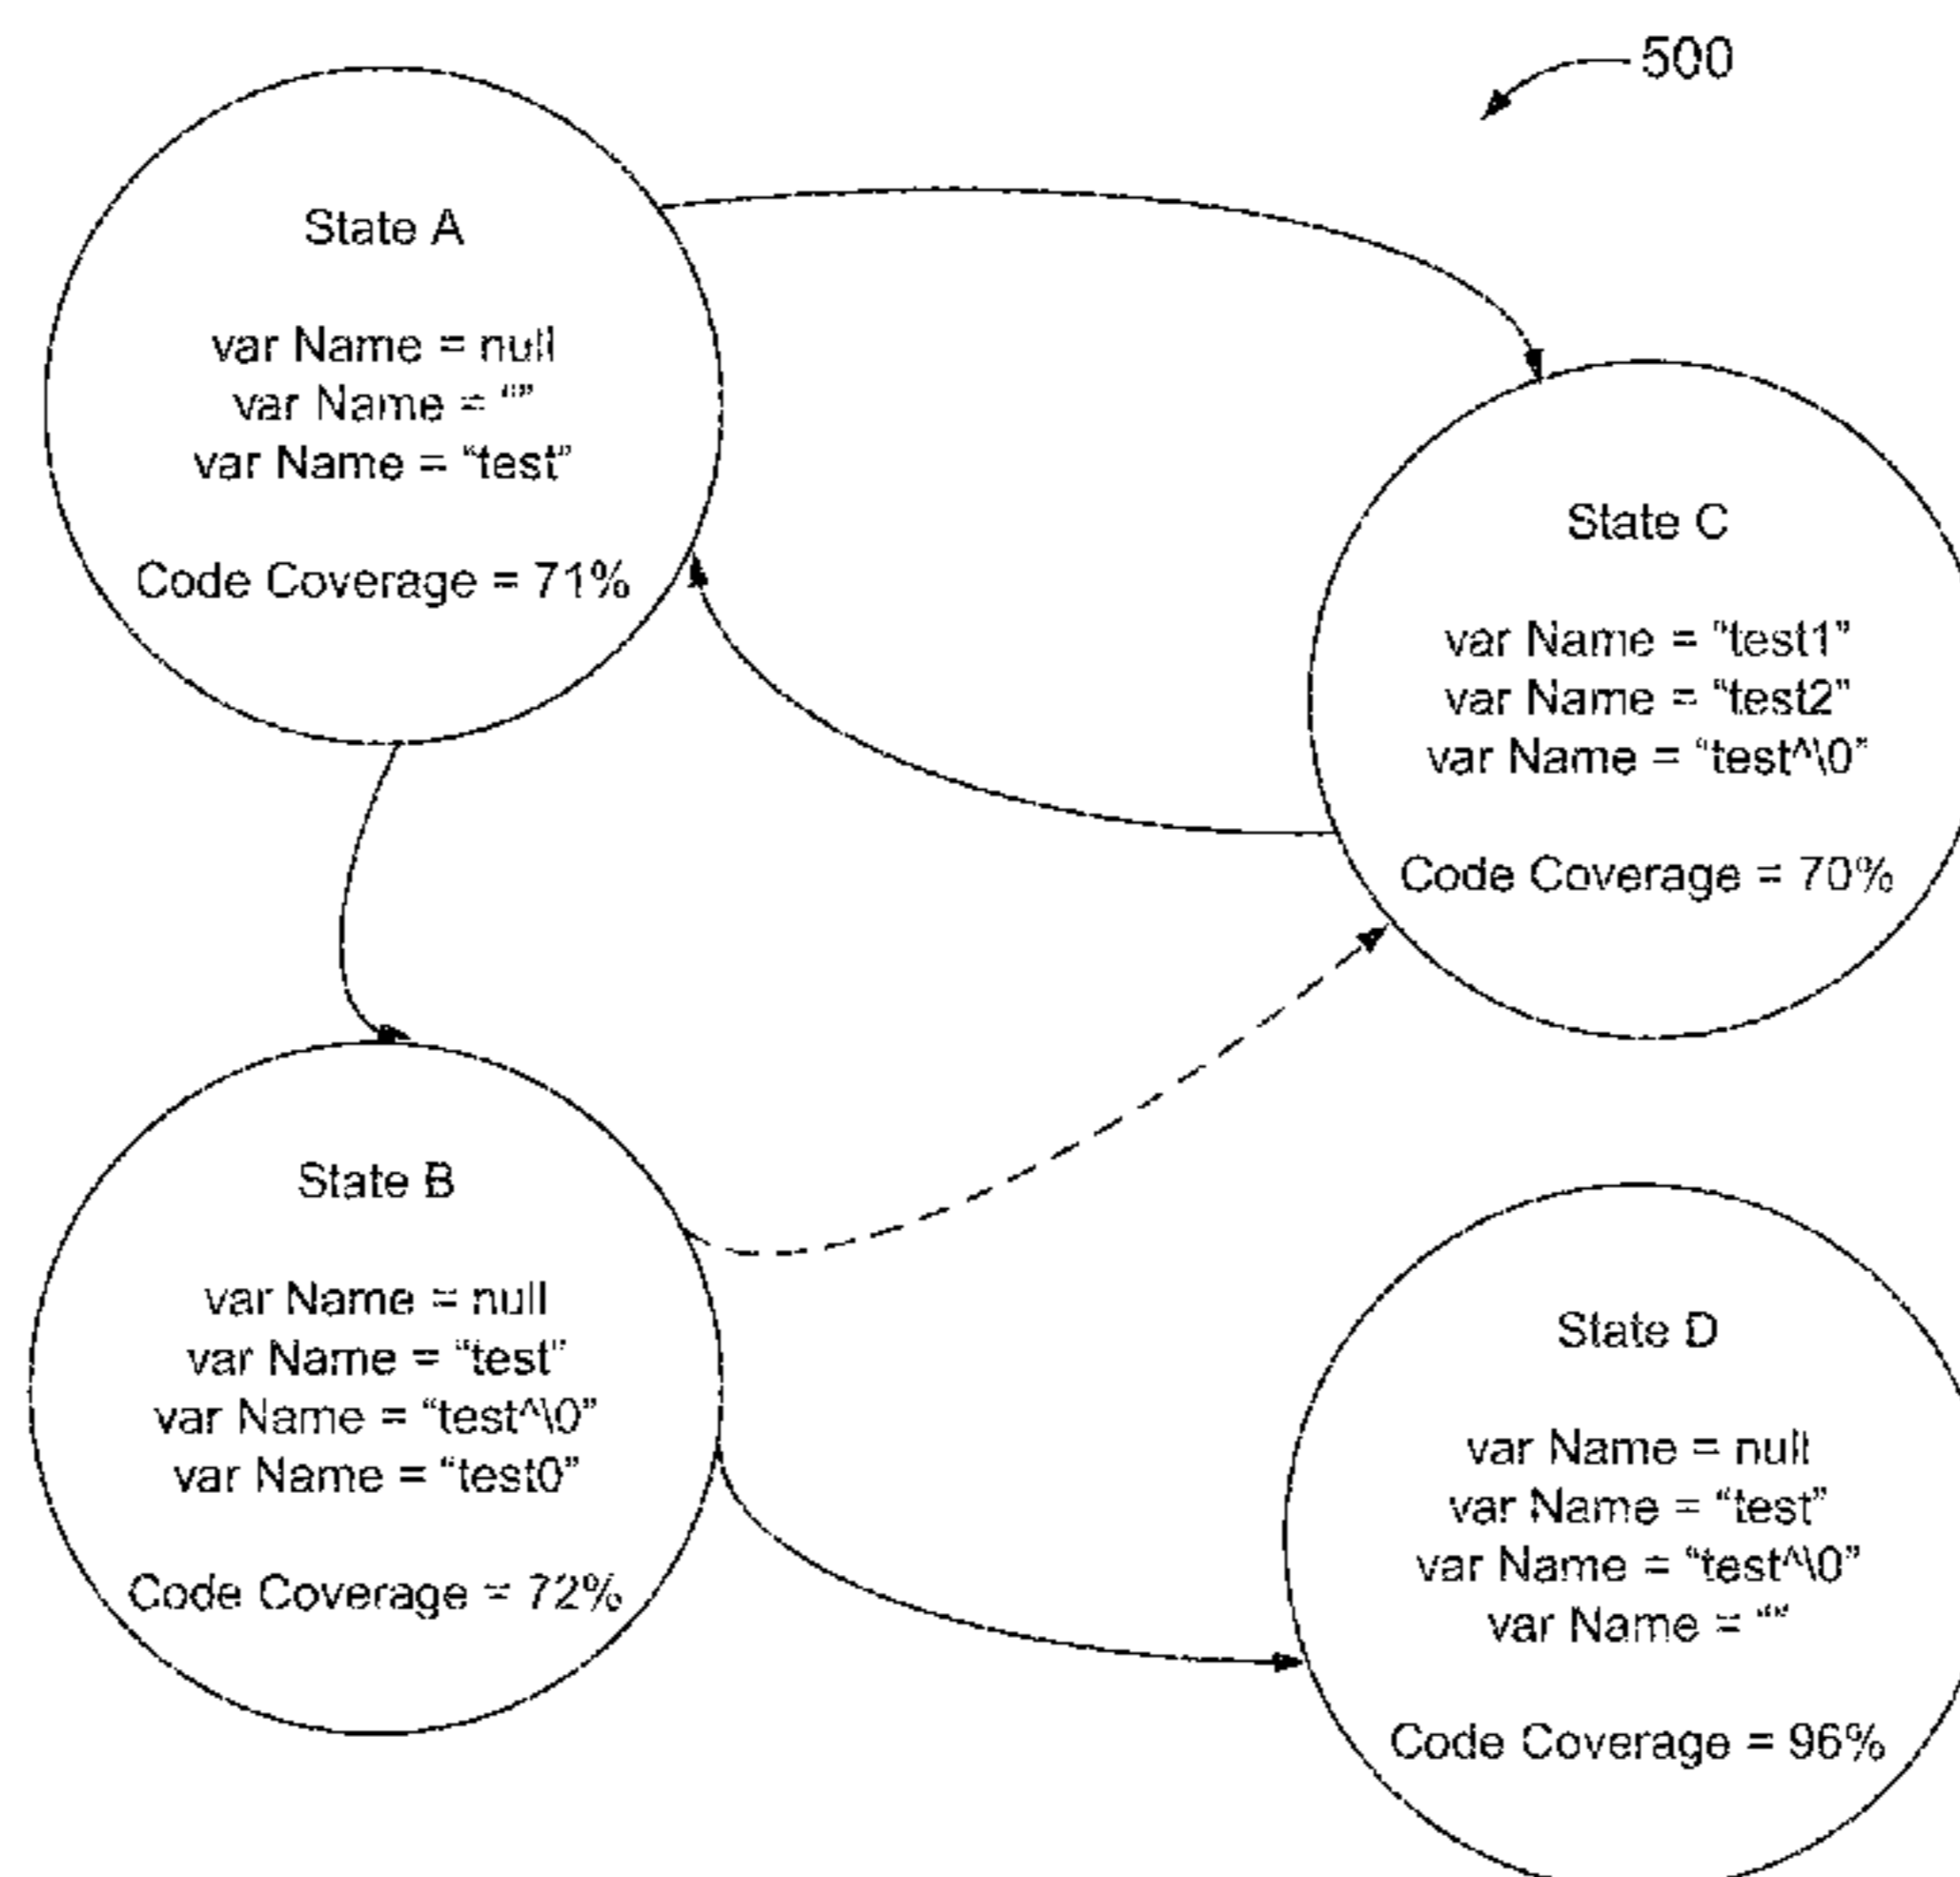 500
State A
var Name = null
var Name = “”
var Name = “test”
Code Coverage = 71%
State C
var Name = “test1”
var Name = “test2”
var Name = “test^\0”
Code Coverage = 70%
State B
var Name = null
var Name = “test”
var Name = “test^\0”
var Name = “test0”
Code Coverage = 72%
State D
var Name = null
var Name = “test”
var Name = “test^\0”
var Name = “”
Code Coverage = 96%